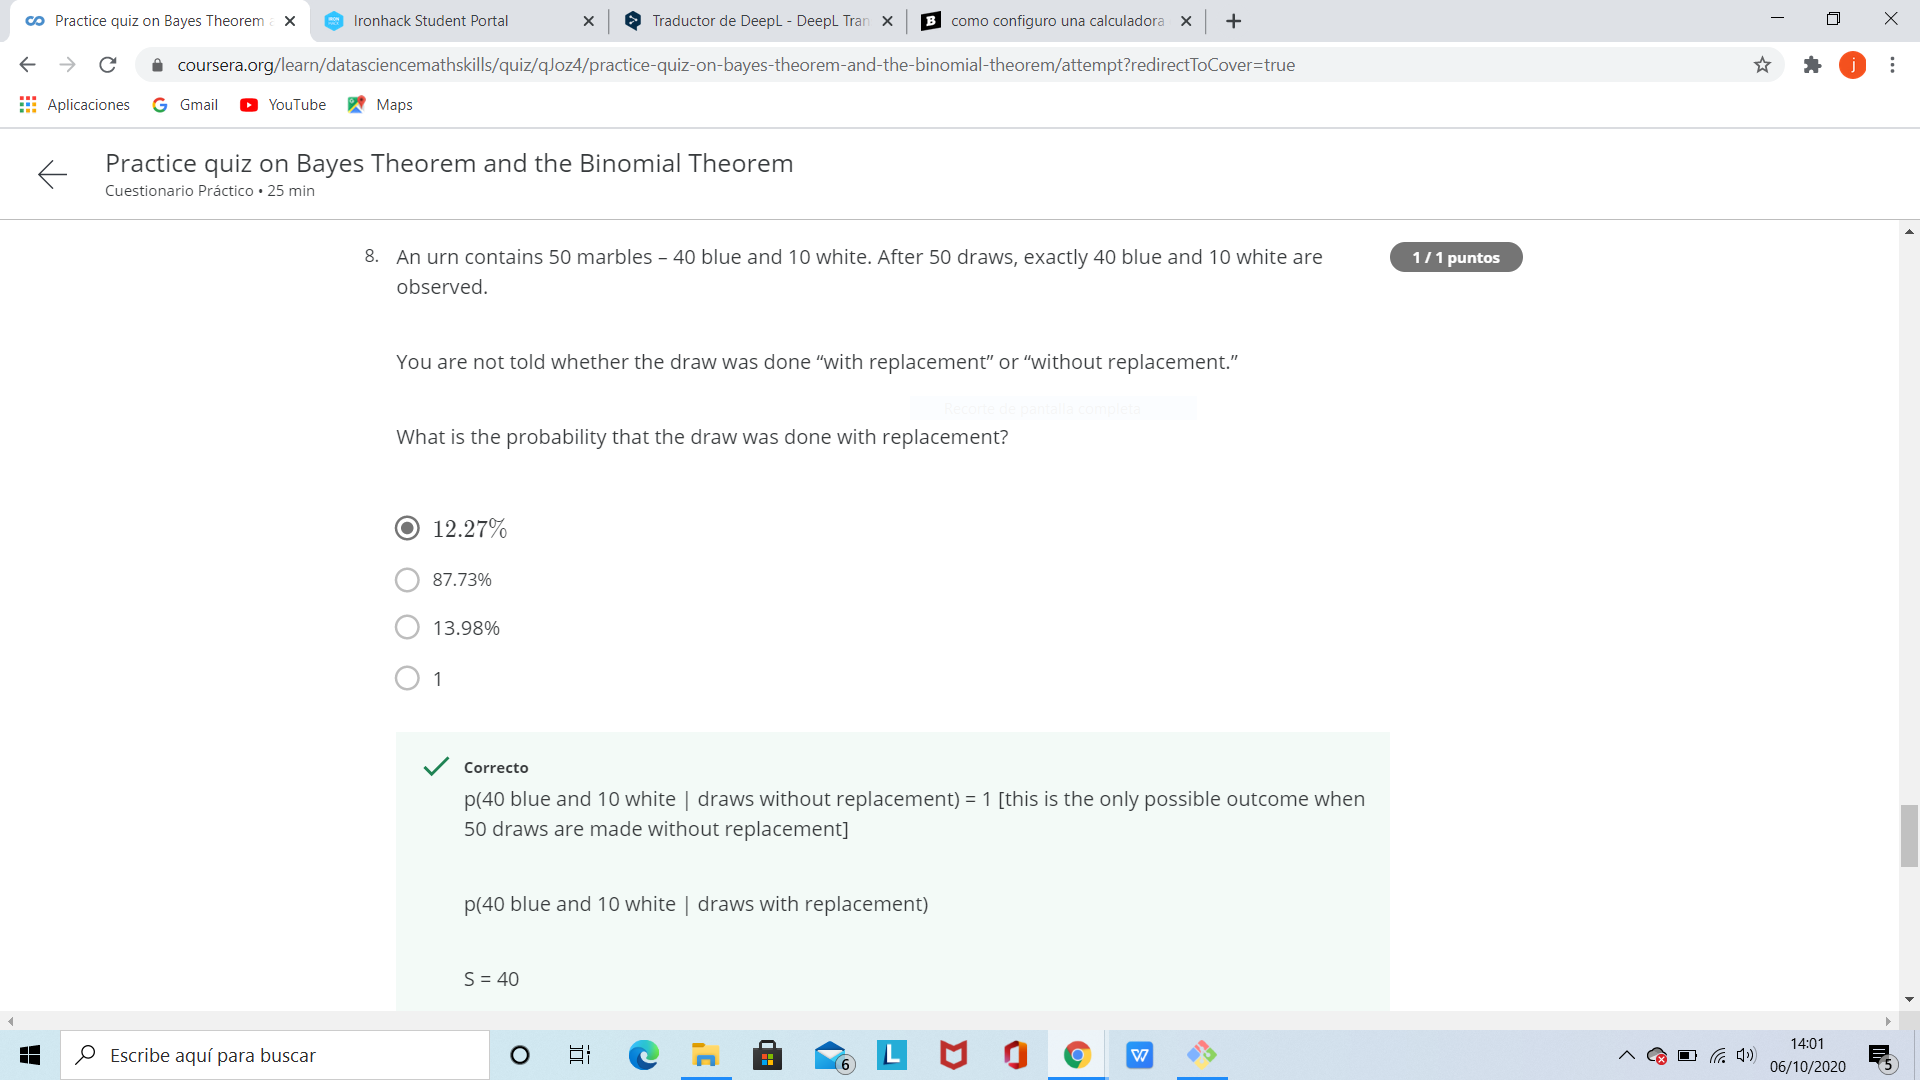 Practice quiz on Bayes Theorem a
Ironhack Student Portal
Traductor de DeepL - DeepL Tran
como configuro una calculadora
coursera.org/learn/datasciencemathskills/quiz/qJoz4/practice-quiz-on-bayes-theorem-and-the-binomial-theorem/attempt?redirectToCover=true
j
Aplicaciones
Gmail
YouTube
Maps
Practice quiz on Bayes Theorem and the Binomial Theorem
Cuestionario Práctico • 25 min
8. An urn contains 50 marbles – 40 blue and 10 white. After 50 draws, exactly 40 blue and 10 white are
observed.
1 / 1 puntos
You are not told whether the draw was done “with replacement” or “without replacement.”
Recorte de pantalla completa
What is the probability that the draw was done with replacement?
12.27%
87.73%
13.98%
1
Correcto
p(40 blue and 10 white | draws without replacement) = 1 [this is the only possible outcome when
50 draws are made without replacement]
p(40 blue and 10 white | draws with replacement)
S = 40
Escribe aquí para buscar
6
L
W
14:01
06/10/2020
5